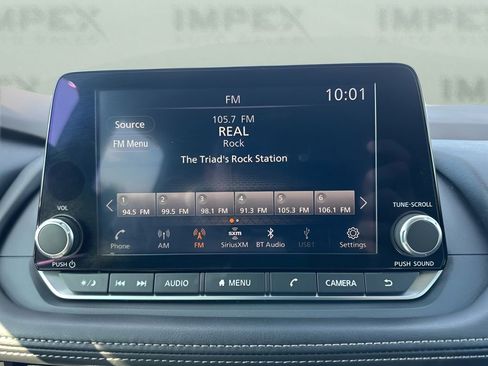 IMPEX IMPEX IMPEX
FM
10:01
Source
105.7 FM
REAL
FM Menu
Rock
The Triad's Rock Station
1 2 3 4 5 6
94.5 FM 99.5 FM 98.1 FM 91.3 FM 105.3 FM 106.1 FM
VOL
TUNE-SCROLL
Phone AM FM sxm SiriusXM BT Audio USB1 Settings
PUSH
PUSH SOUND
AUDIO MENU CAMERA